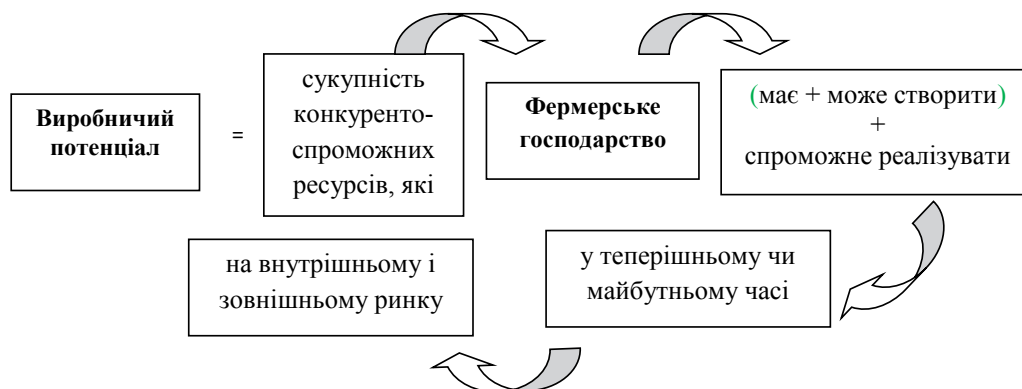 Виробничий
потенціал
=
сукупність
конкуренто-
спроможних
ресурсів, які
Фермерське
господарство
(має + може створити)
+
спроможне реалізувати
у теперішньому чи
майбутньому часі
на внутрішньому і
зовнішньому ринку